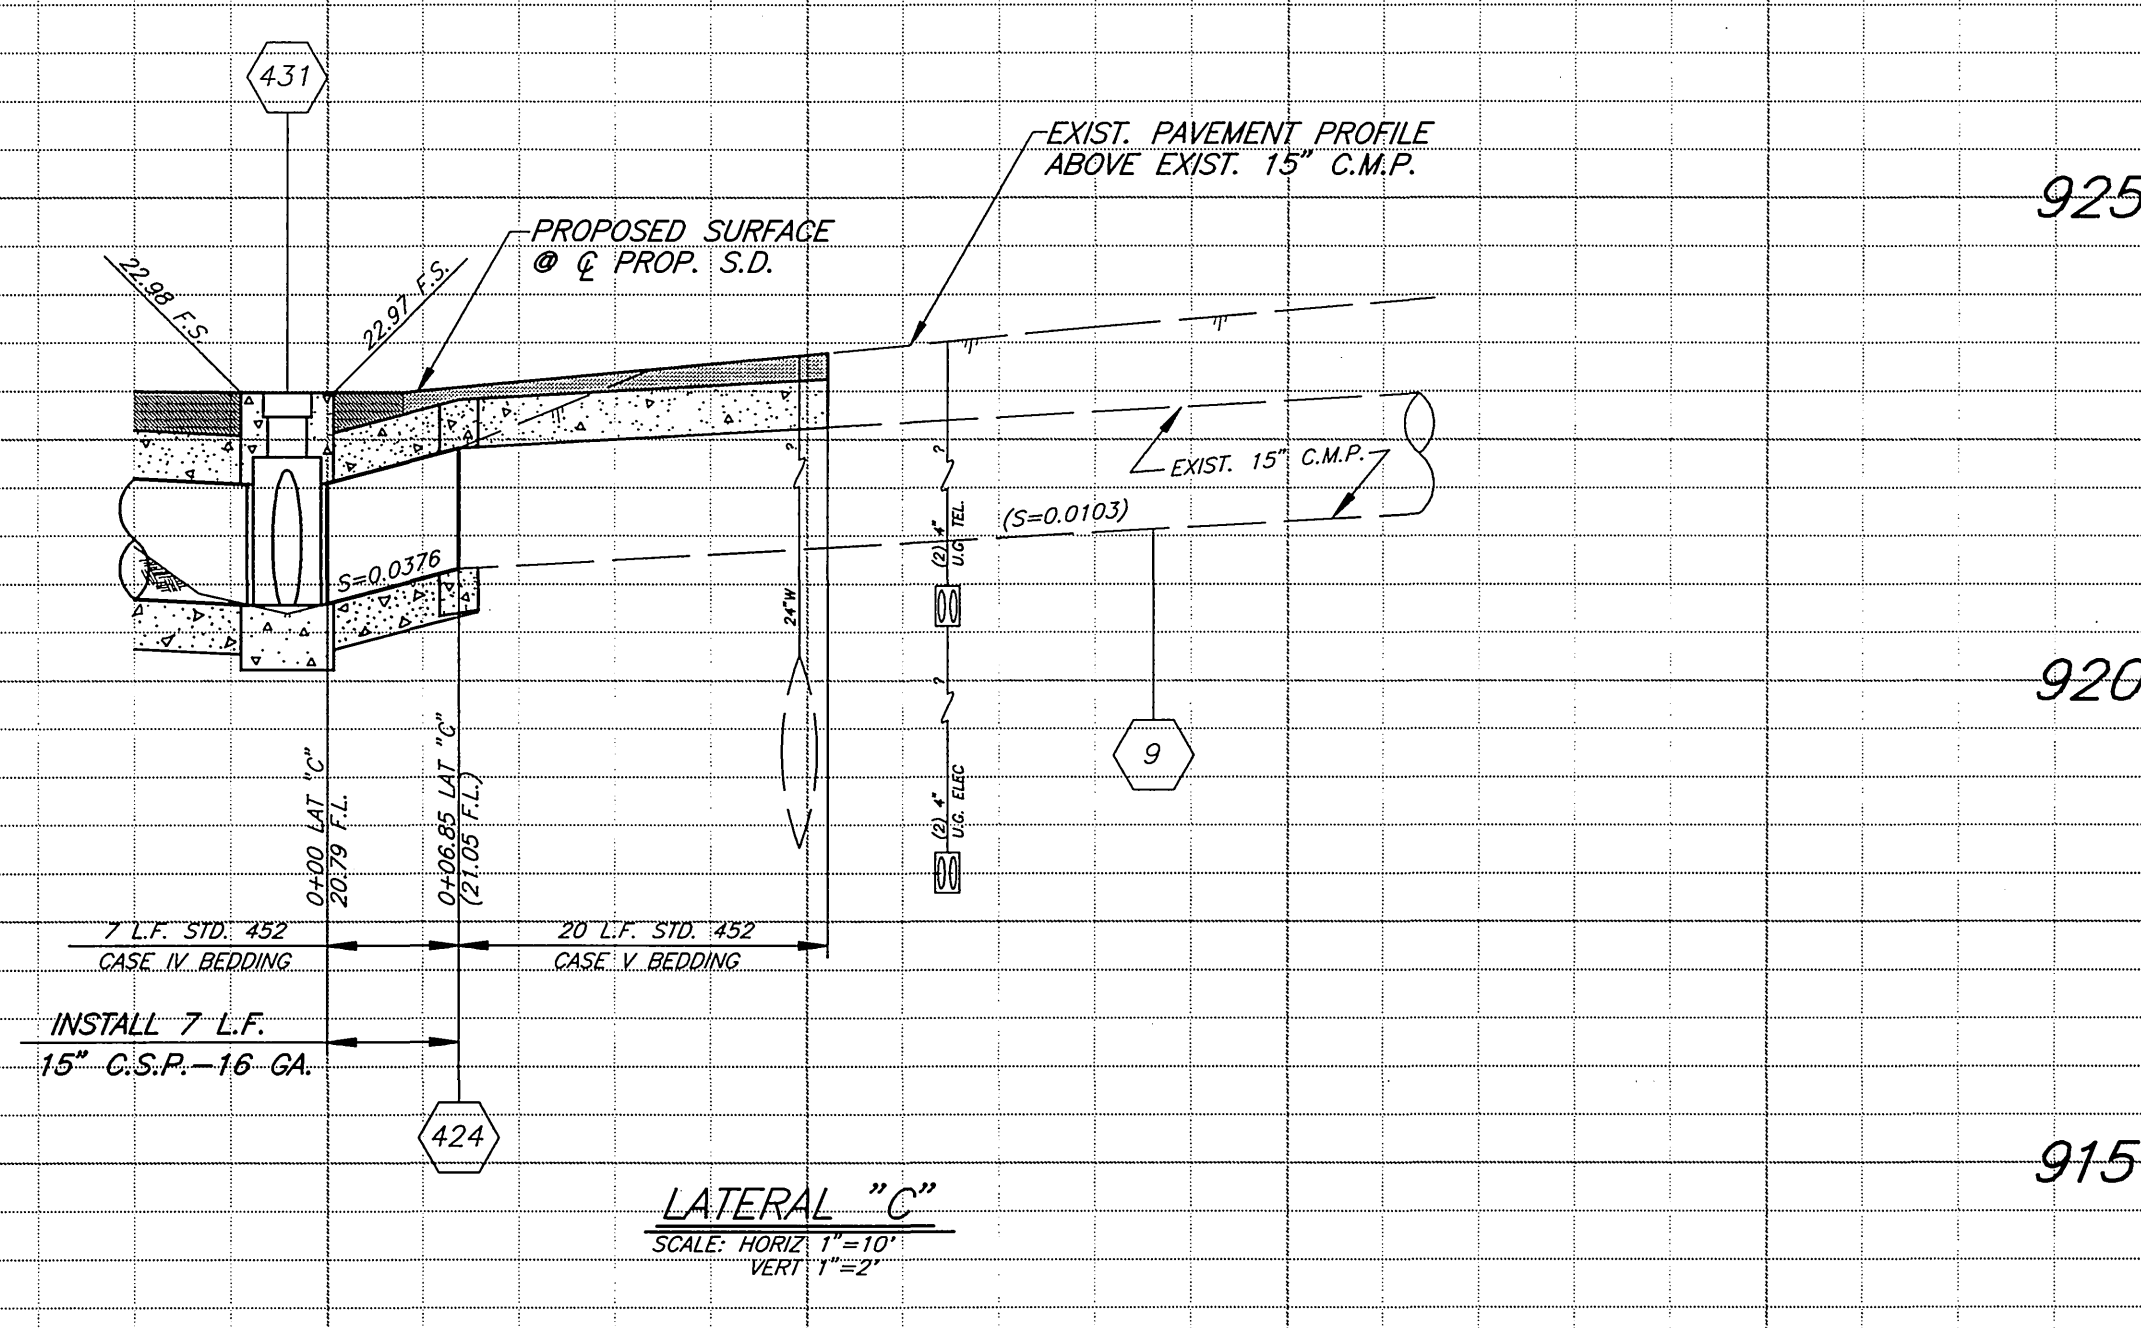 431
EXIST. PAVEMENT PROFILE
ABOVE EXIST. 15" C.M.P.
925
PROPOSED SURFACE
@ ℄ PROP. S.D.
22.98 F.S.
22.97 F.S.
?
?
EXIST. 15" C.M.P.
(S=0.0103)
(2) 4"
U.G. TEL.
S=0.0376
24"W
920
?
9
(2) 4"
U.G. ELEC
0+00 LAT "C"
20.79 F.L.
0+06.85 LAT "C"
(21.05 F.L.)
7 L.F. STD. 452
CASE IV BEDDING
20 L.F. STD. 452
CASE V BEDDING
INSTALL 7 L.F.
15" C.S.P.-16 GA.
424
915
LATERAL "C"
SCALE: HORIZ 1"=10'
VERT 1"=2'